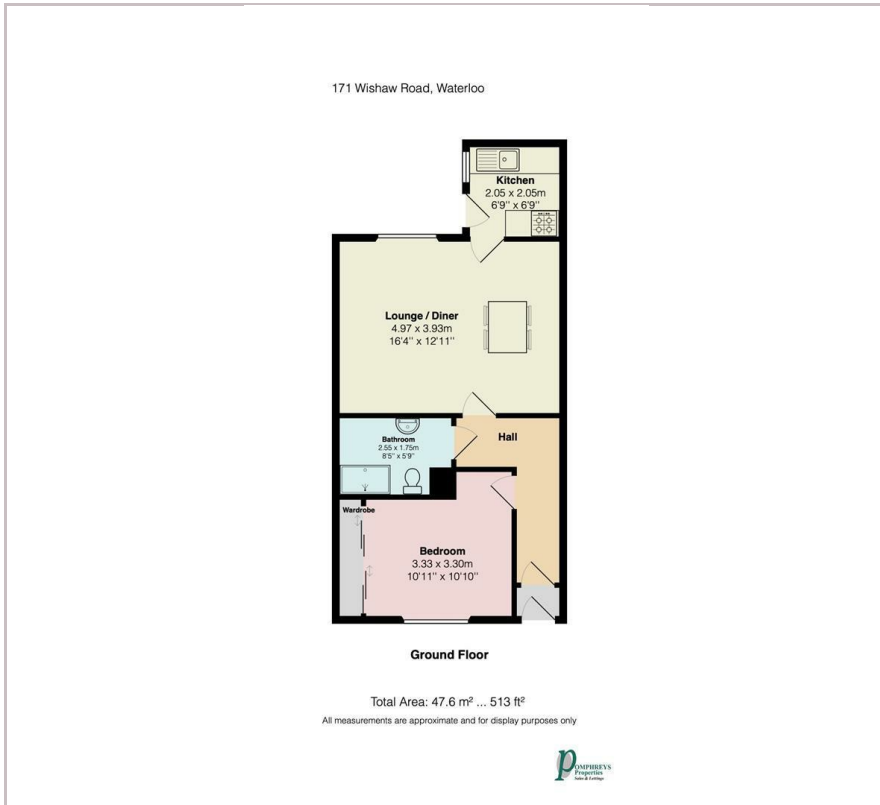 171 Wishaw Road, Waterloo
Kitchen
2.05 x 2.05m
6'9" x 6'9"
Lounge / Diner
4.97 x 3.93m
16'4" x 12'11"
Hall
Bathroom
2.55 x 1.75m
8'5" x 5'9"
Wardrobe
Bedroom
3.33 x 3.30m
10'11" x 10'10"
Ground Floor
Total Area: 47.6 m² ... 513 ft²
All measurements are approximate and for display purposes only
POMPHREYS
Properties
Sales & Lettings